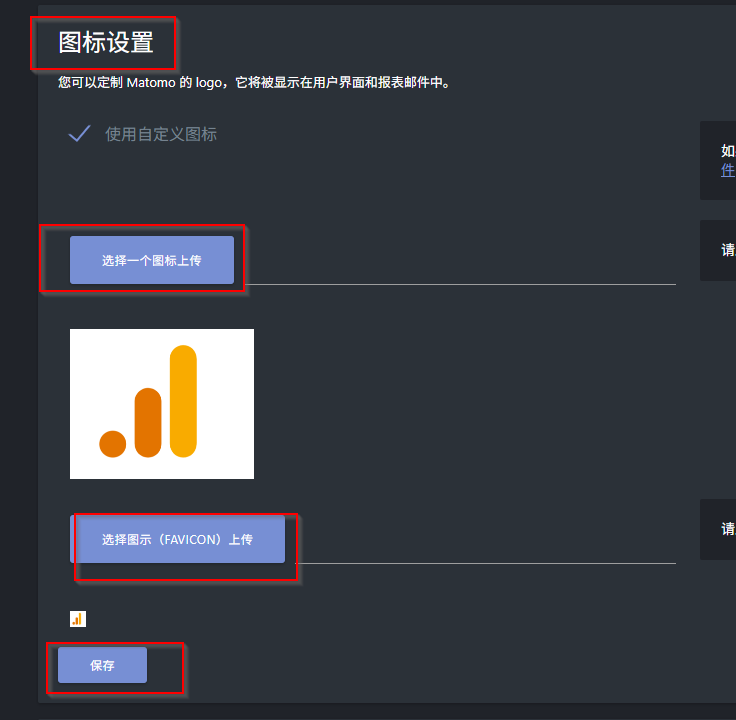 图标设置
您可以定制 Matomo 的 logo，它将被显示在用户界面和报表邮件中。
使用自定义图标
如
件
选择一个图标上传
请
选择图示（FAVICON）上传
请
保存